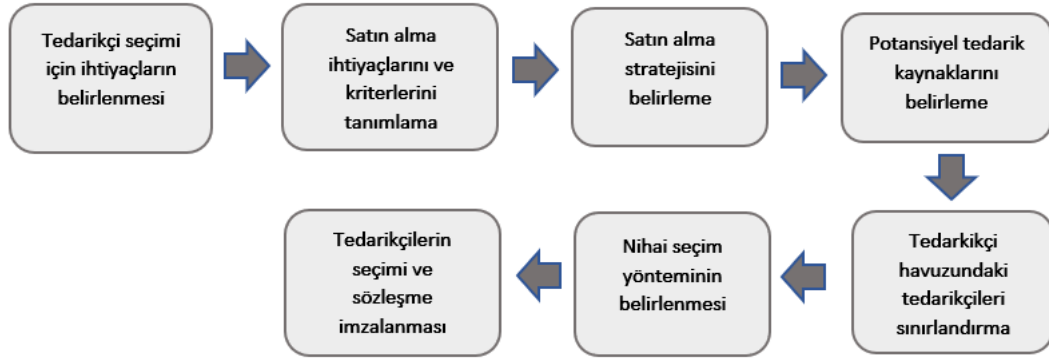 Tedarikçi seçimi
için ihtiyaçların
belirlenmesi
Satın alma
ihtiyaçlarını ve
kriterlerini
tanımlama
Satın alma
stratejisini
belirleme
Potansiyel tedarik
kaynaklarını
belirleme
Tedarkikçi
havuzundaki
tedarikçileri
sınırlandırma
Nihai seçim
yönteminin
belirlenmesi
Tedarikçilerin
seçimi ve
sözleşme
imzalanması